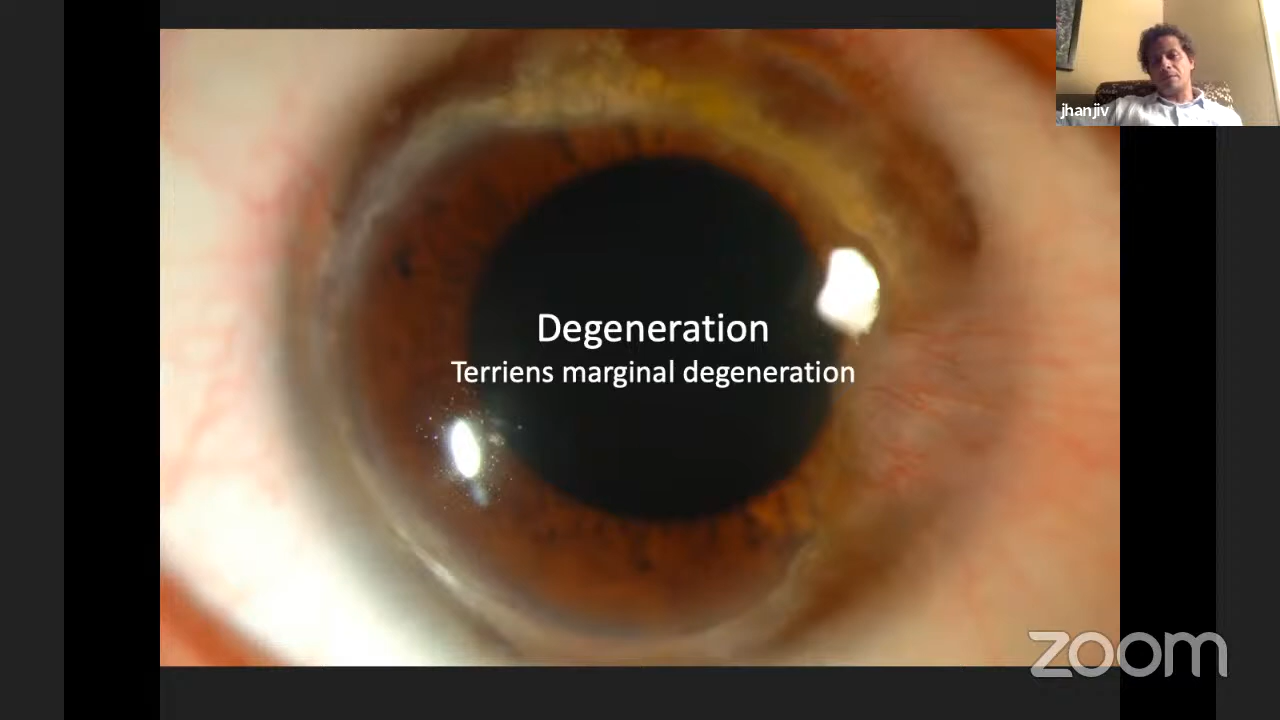 jhanjiv
Degeneration
Terriens marginal degeneration
zoom